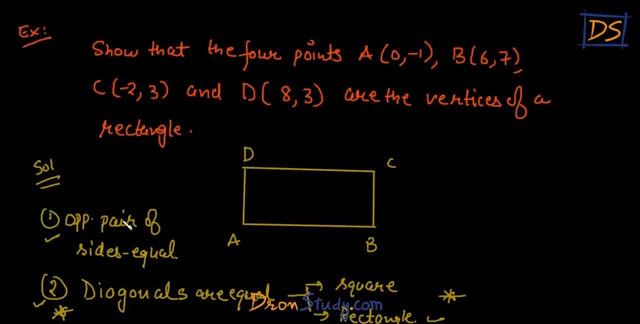 Ex:
DS
Show that the four points A(0,-1), B(6,7),
C(-2,3) and D(8,3) are the vertices of a
rectangle.
Sol
D C
① opp. pair of
sides-equal
A B
② Diagonals are equal → square
DronStudy.com
→ Rectangle